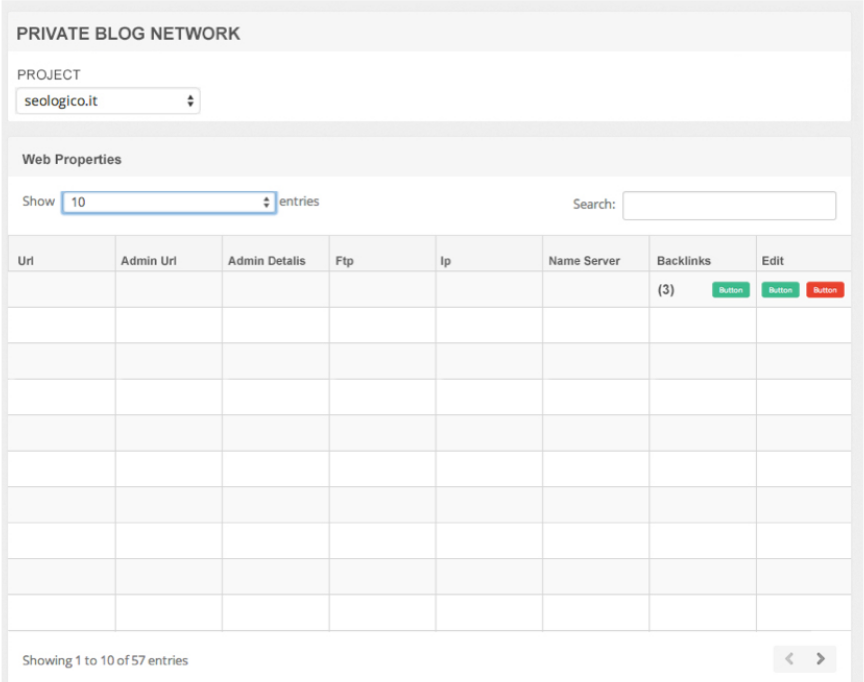 PRIVATE BLOG NETWORK
PROJECT
seologico.it
Web Properties
Show 10 entries Search:
Url Admin Url Admin Detalis Ftp Ip Name Server Backlinks Edit
(3) Button Button Button
Showing 1 to 10 of 57 entries